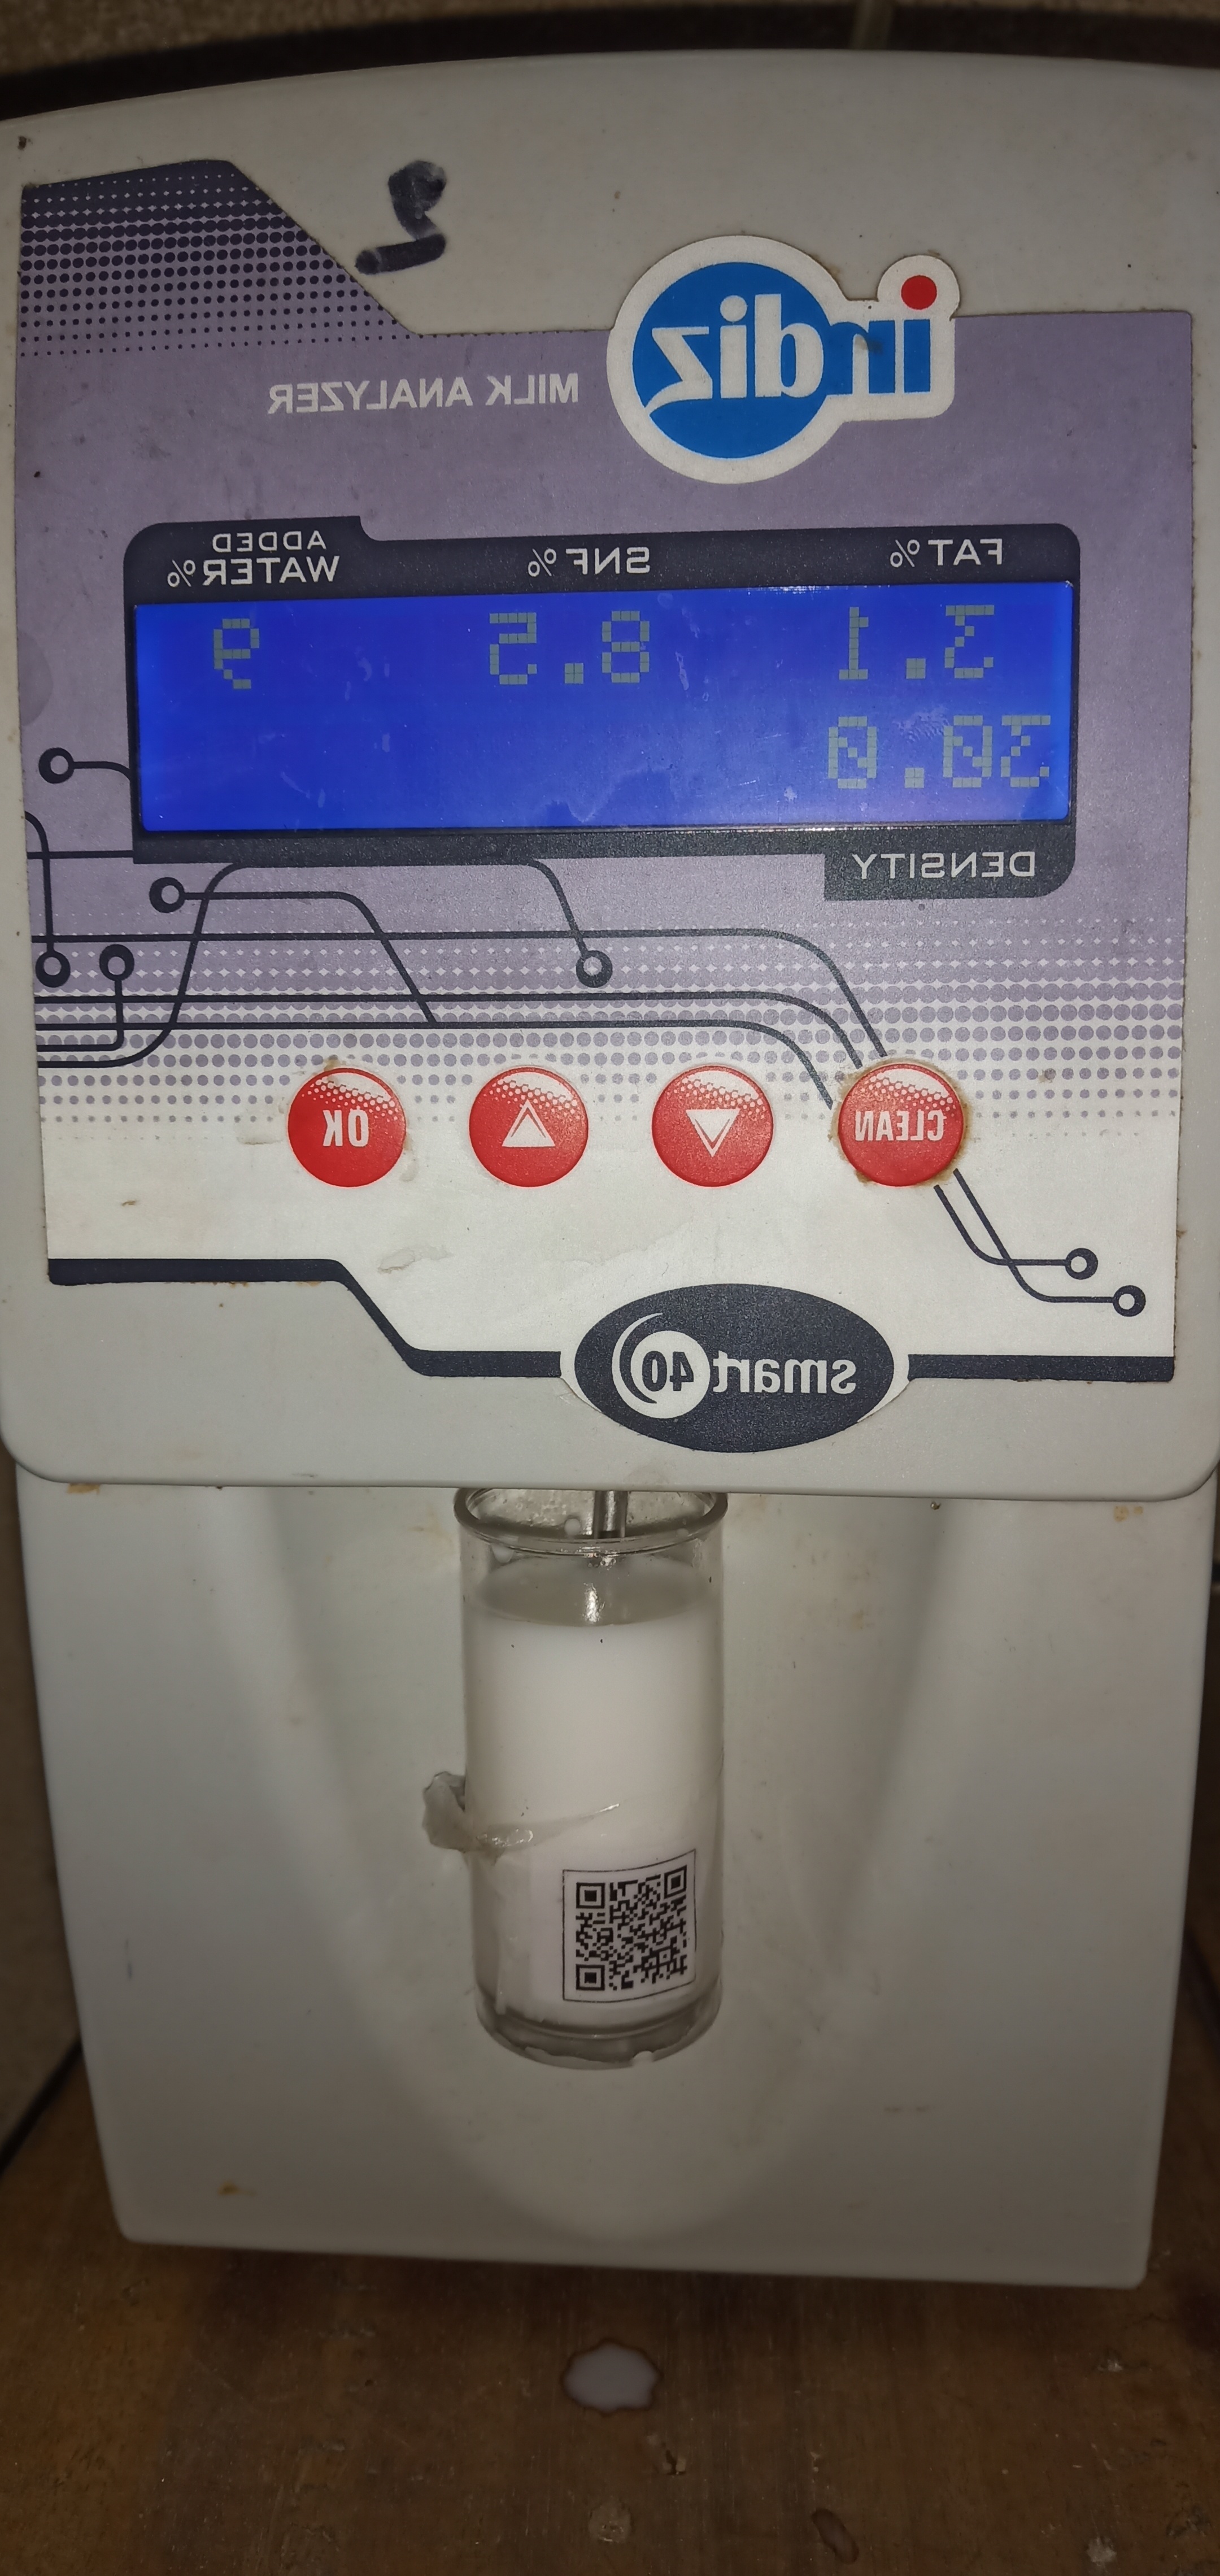 2
indiz
MILK ANALYZER
FAT % SNF % ADDED WATER %
3.1 8.5 9
30.0
DENSITY
CLEAN OK
smart 40